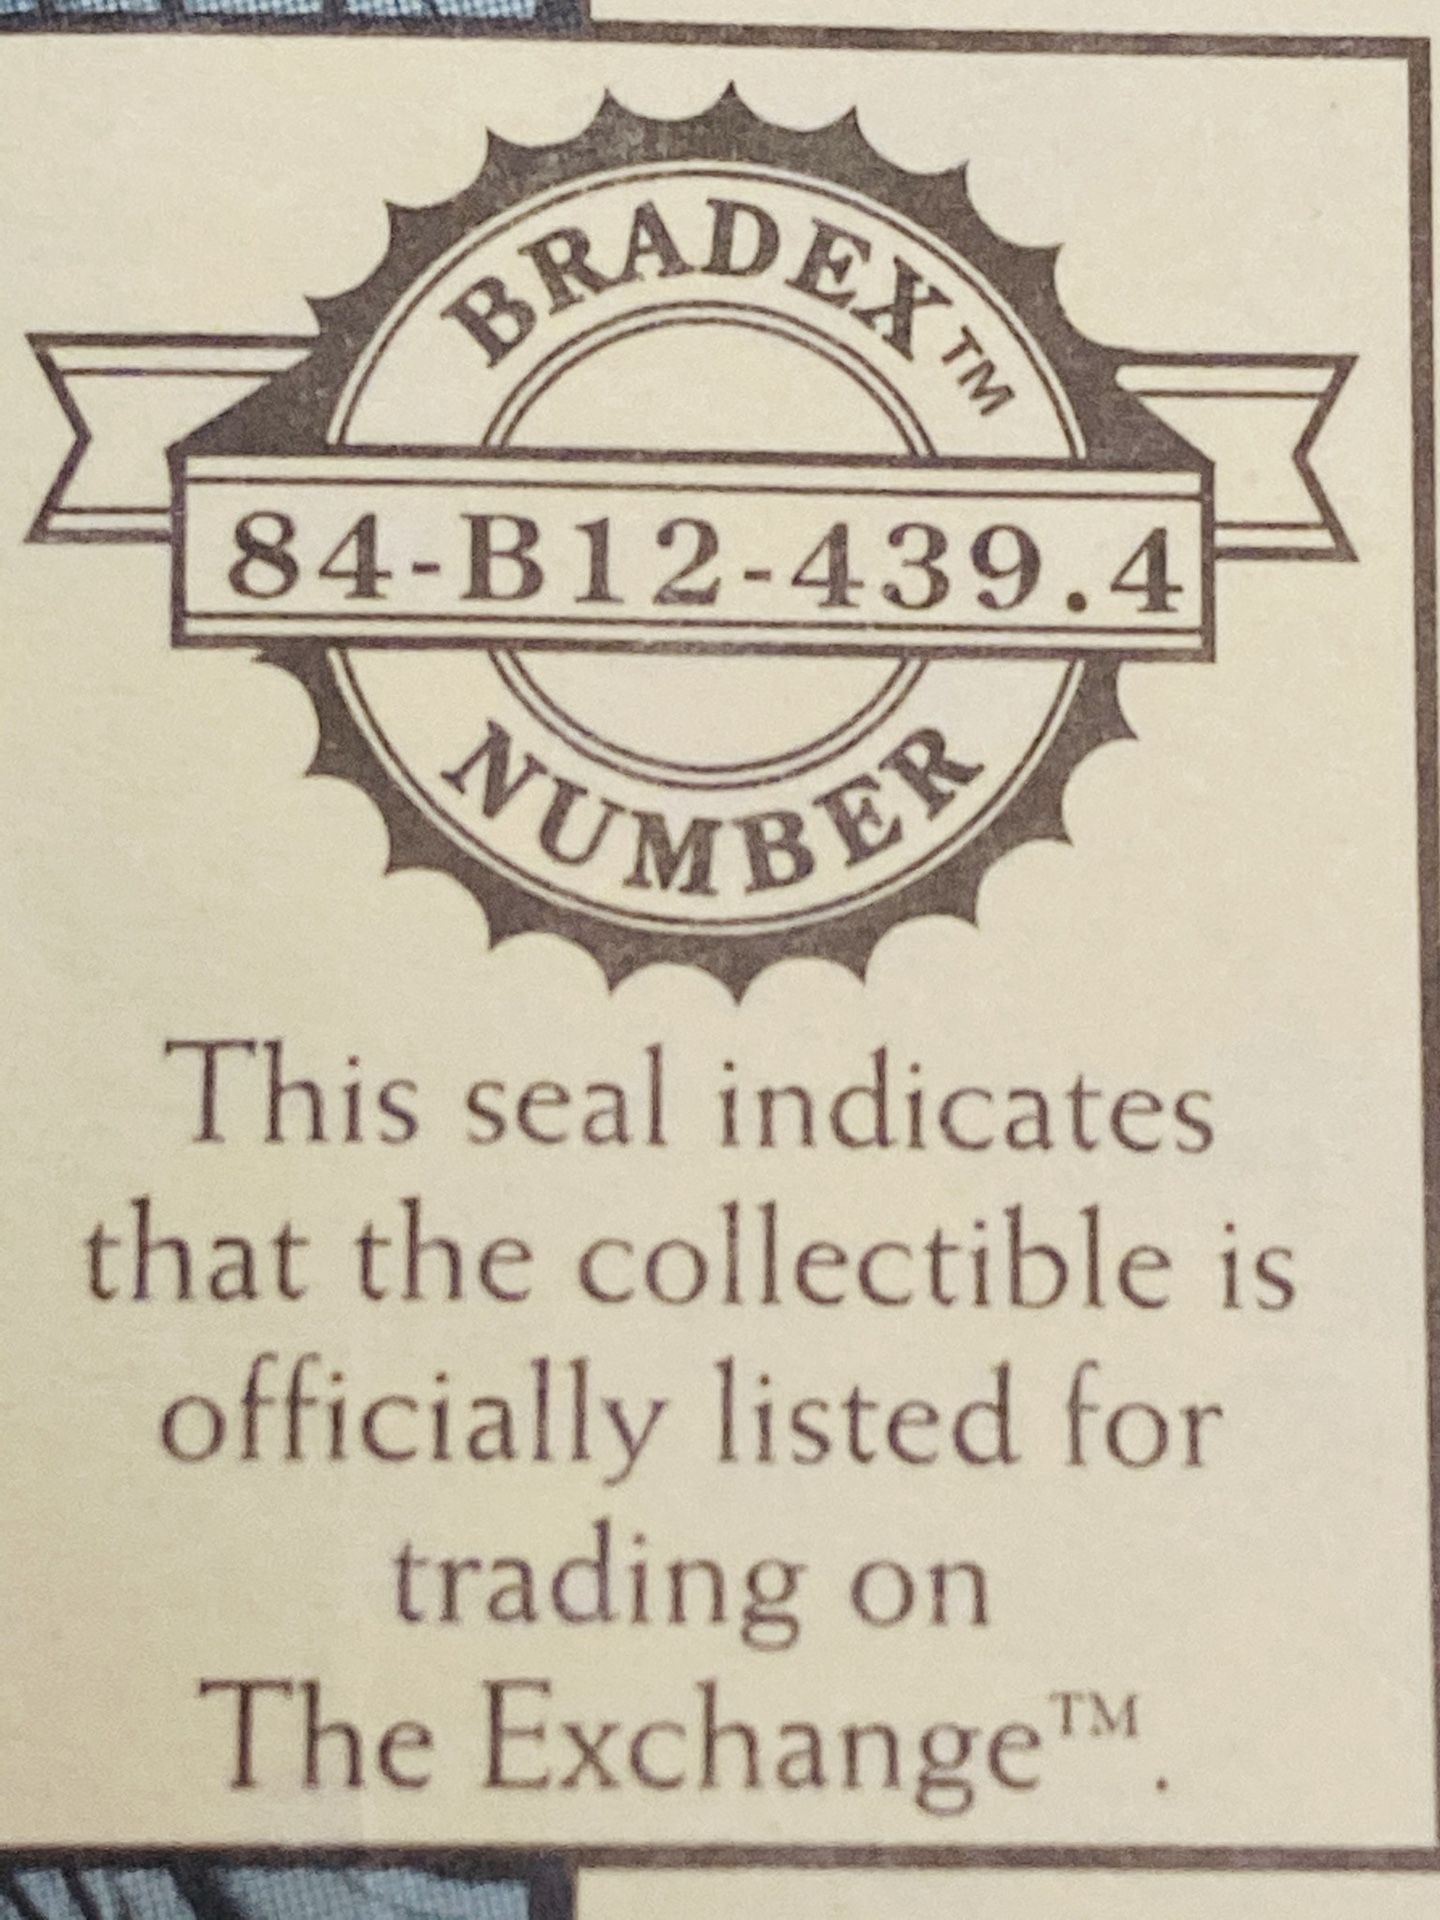 BRADEX™
84-B12-439.4
NUMBER
This seal indicates
that the collectible is
officially listed for
trading on
The Exchange™.